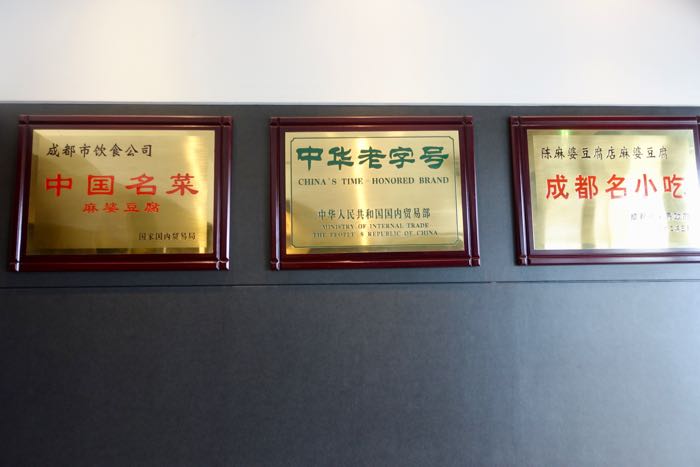 成都市饮食公司
中国名菜
麻婆豆腐
国家国内贸易局
中华老字号
CHINA'S TIME-HONORED BRAND
中华人民共和国国内贸易部
MINISTRY OF INTERNAL TRADE
THE PEOPLE'S REPUBLIC OF CHINA
陈麻婆豆腐店麻婆豆腐
成都名小吃